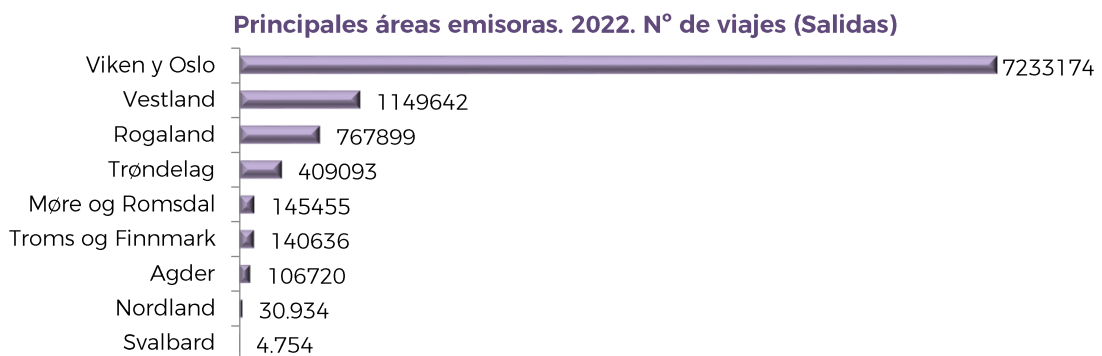 Principales áreas emisoras. 2022. Nº de viajes (Salidas)
Viken y Oslo 7233174
Vestland 1149642
Rogaland 767899
Trøndelag 409093
Møre og Romsdal 145455
Troms og Finnmark 140636
Agder 106720
Nordland 30.934
Svalbard 4.754